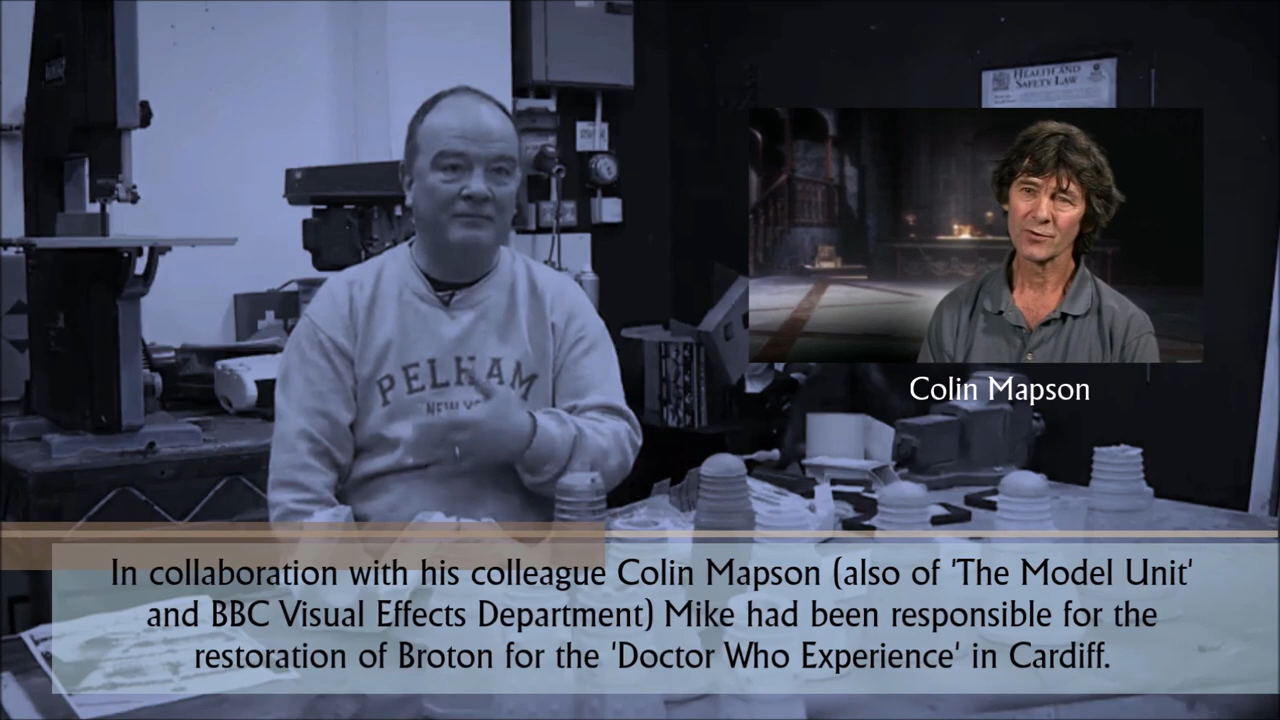 HEALTH AND
SAFETY LAW
PELHAM
Colin Mapson
In collaboration with his colleague Colin Mapson (also of 'The Model Unit'
and BBC Visual Effects Department) Mike had been responsible for the
restoration of Broton for the 'Doctor Who Experience' in Cardiff.